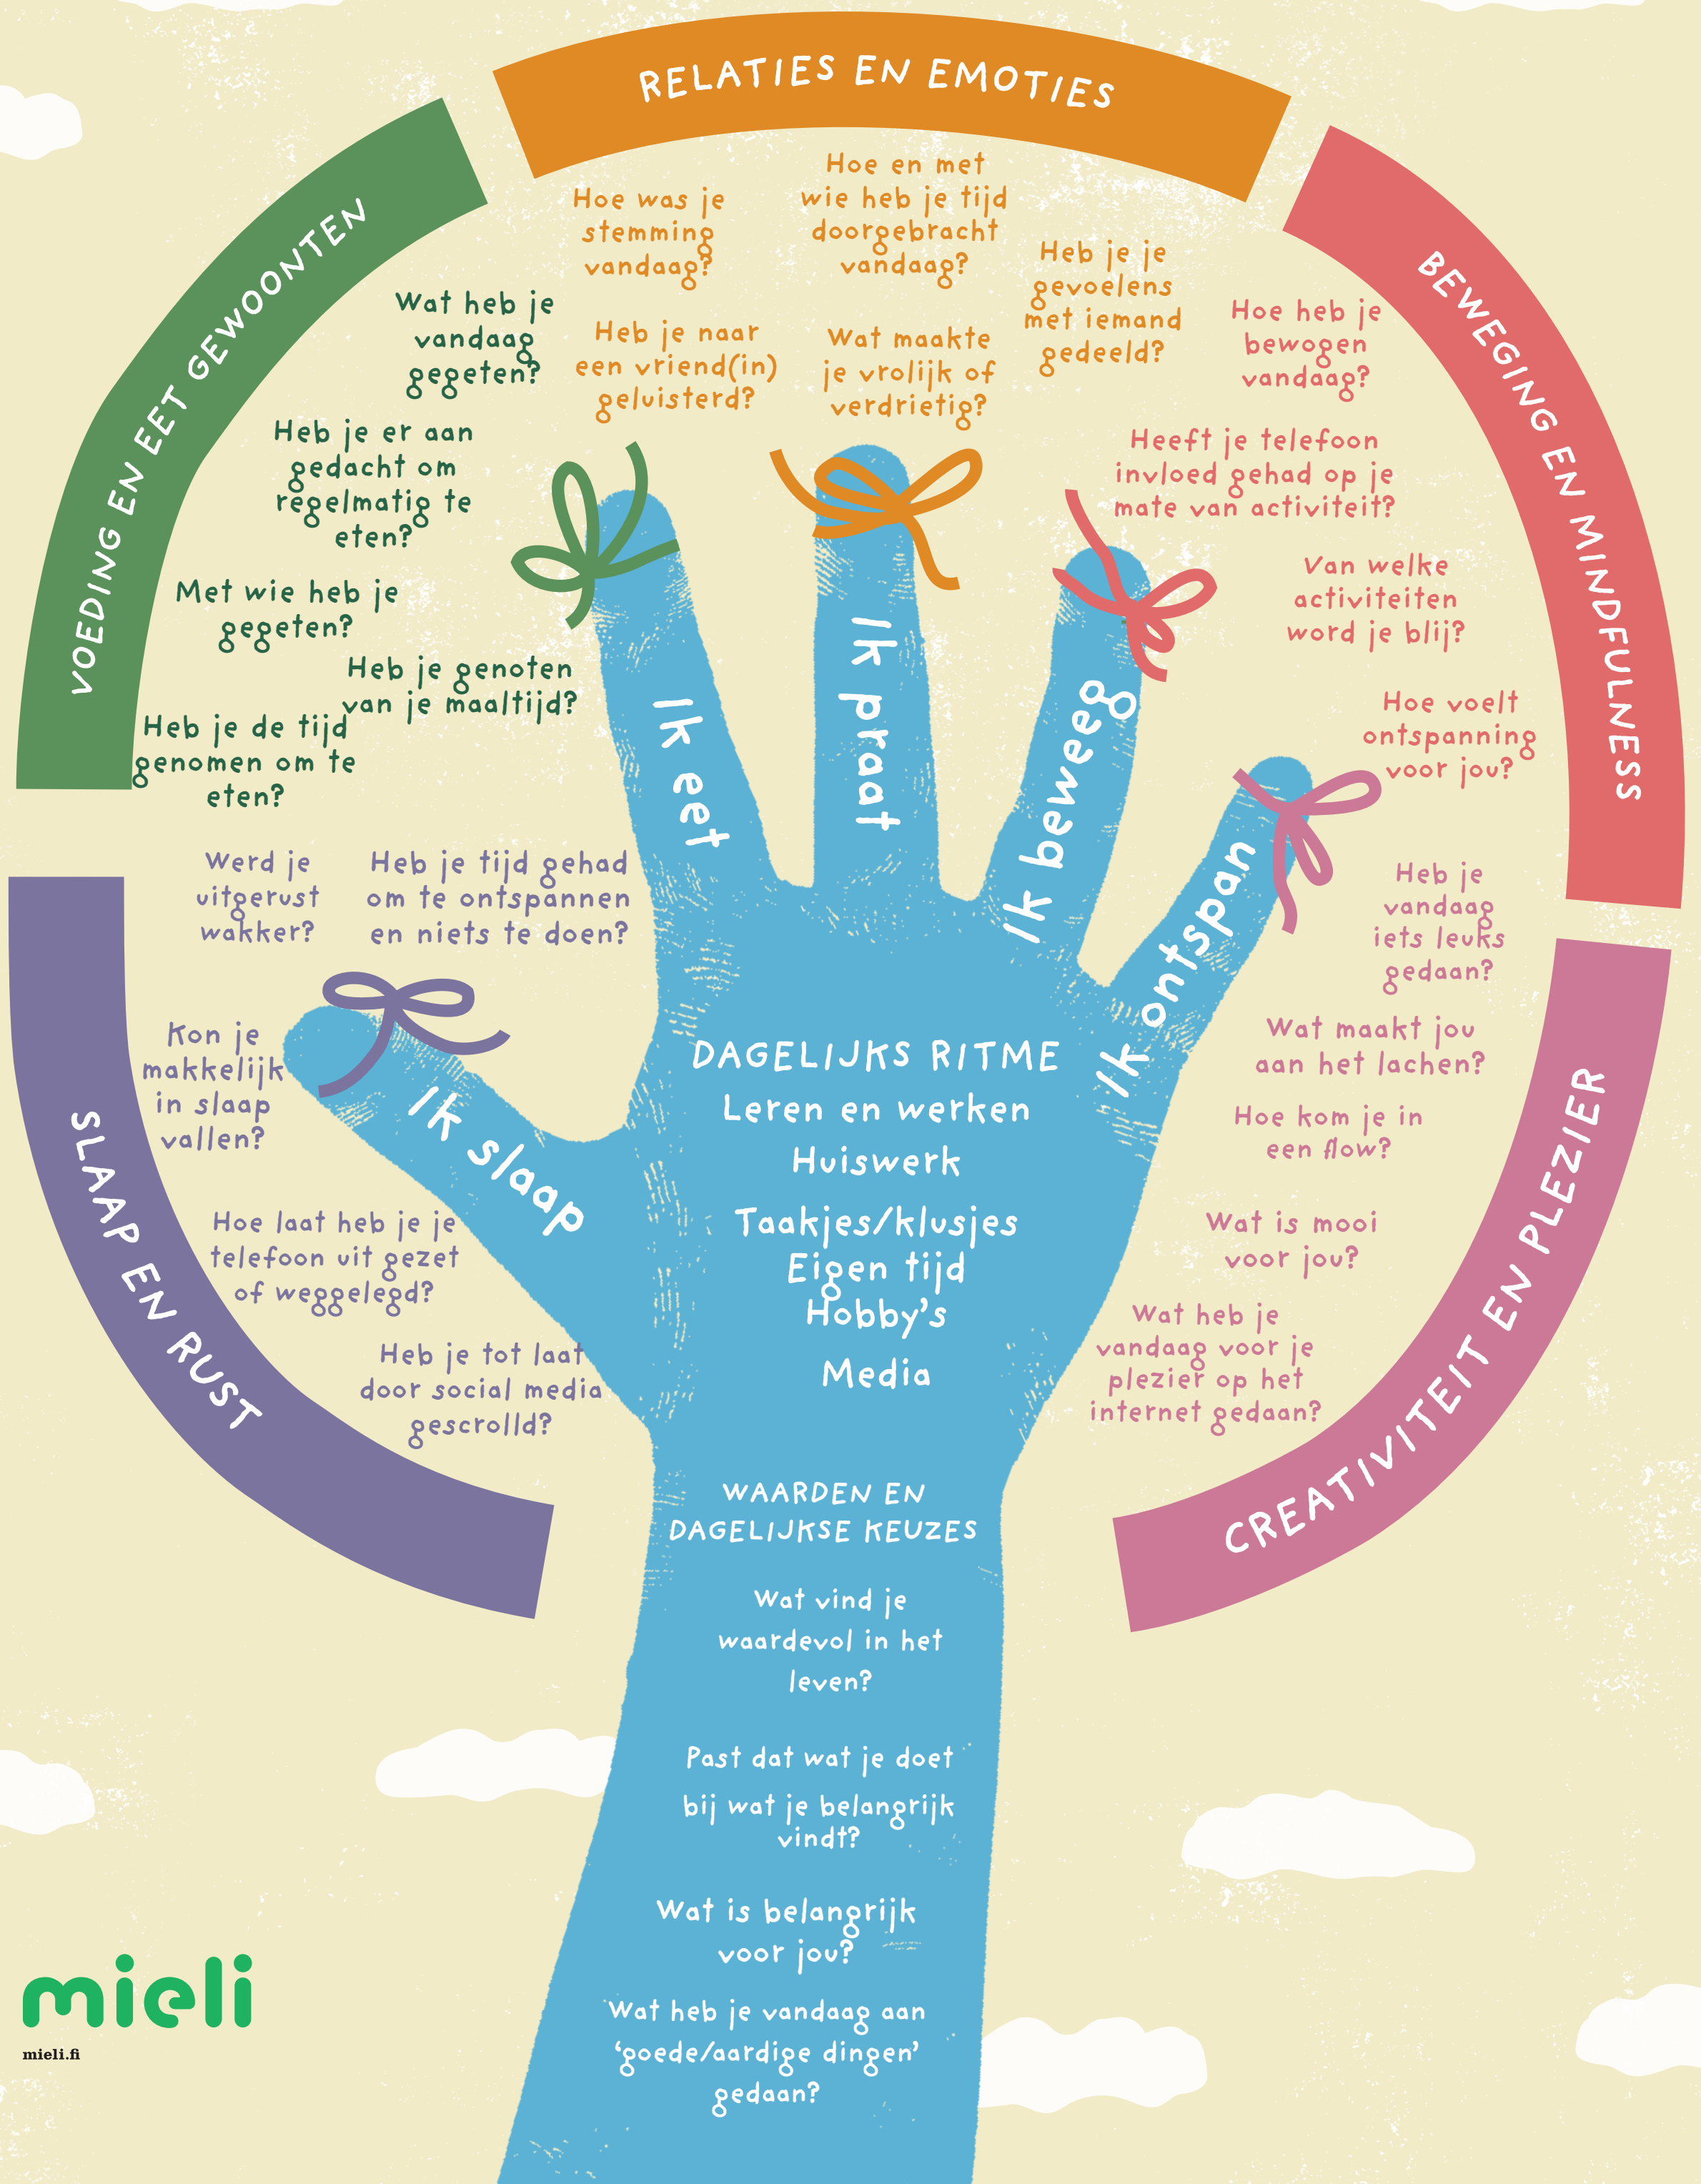 RELATIES EN EMOTIES
Hoe was je
stemming
vandaag?
Hoe en met
wie heb je tijd
doorgebracht
vandaag?
Heb je je
gevoelens
met iemand
gedeeld?
Heb je naar
een vriend(in)
geluisterd?
Wat maakte
je vrolijk of
verdrietig?
VOEDING EN EET GEWOONTEN
Wat heb je
vandaag
gegeten?
Heb je er aan
gedacht om
regelmatig te
eten?
Met wie heb je
gegeten?
Heb je genoten
van je maaltijd?
Heb je de tijd
genomen om te
eten?
BEWEGING EN MINDFULNESS
Hoe heb je
bewogen
vandaag?
Heeft je telefoon
invloed gehad op je
mate van activiteit?
Van welke
activiteiten
word je blij?
Hoe voelt
ontspanning
voor jou?
SLAAP EN RUST
Werd je
uitgerust
wakker?
Heb je tijd gehad
om te ontspannen
en niets te doen?
Kon je
makkelijk
in slaap
vallen?
Hoe laat heb je je
telefoon uit gezet
of weggelegd?
Heb je tot laat
door social media
gescrolld?
CREATIVITEIT EN PLEZIER
Heb je
vandaag
iets leuks
gedaan?
Wat maakt jou
aan het lachen?
Hoe kom je in
een flow?
Wat is mooi
voor jou?
Wat heb je
vandaag voor je
plezier op het
internet gedaan?
Ik slaap
Ik eet
Ik praat
Ik beweeg
Ik ontspan
DAGELIJKS RITME
Leren en werken
Huiswerk
Taakjes/klusjes
Eigen tijd
Hobby's
Media
WAARDEN EN
DAGELIJKSE KEUZES
Wat vind je
waardevol in het
leven?
Past dat wat je doet
bij wat je belangrijk
vindt?
Wat is belangrijk
voor jou?
Wat heb je vandaag aan
'goede/aardige dingen'
gedaan?
mieli
mieli.fi